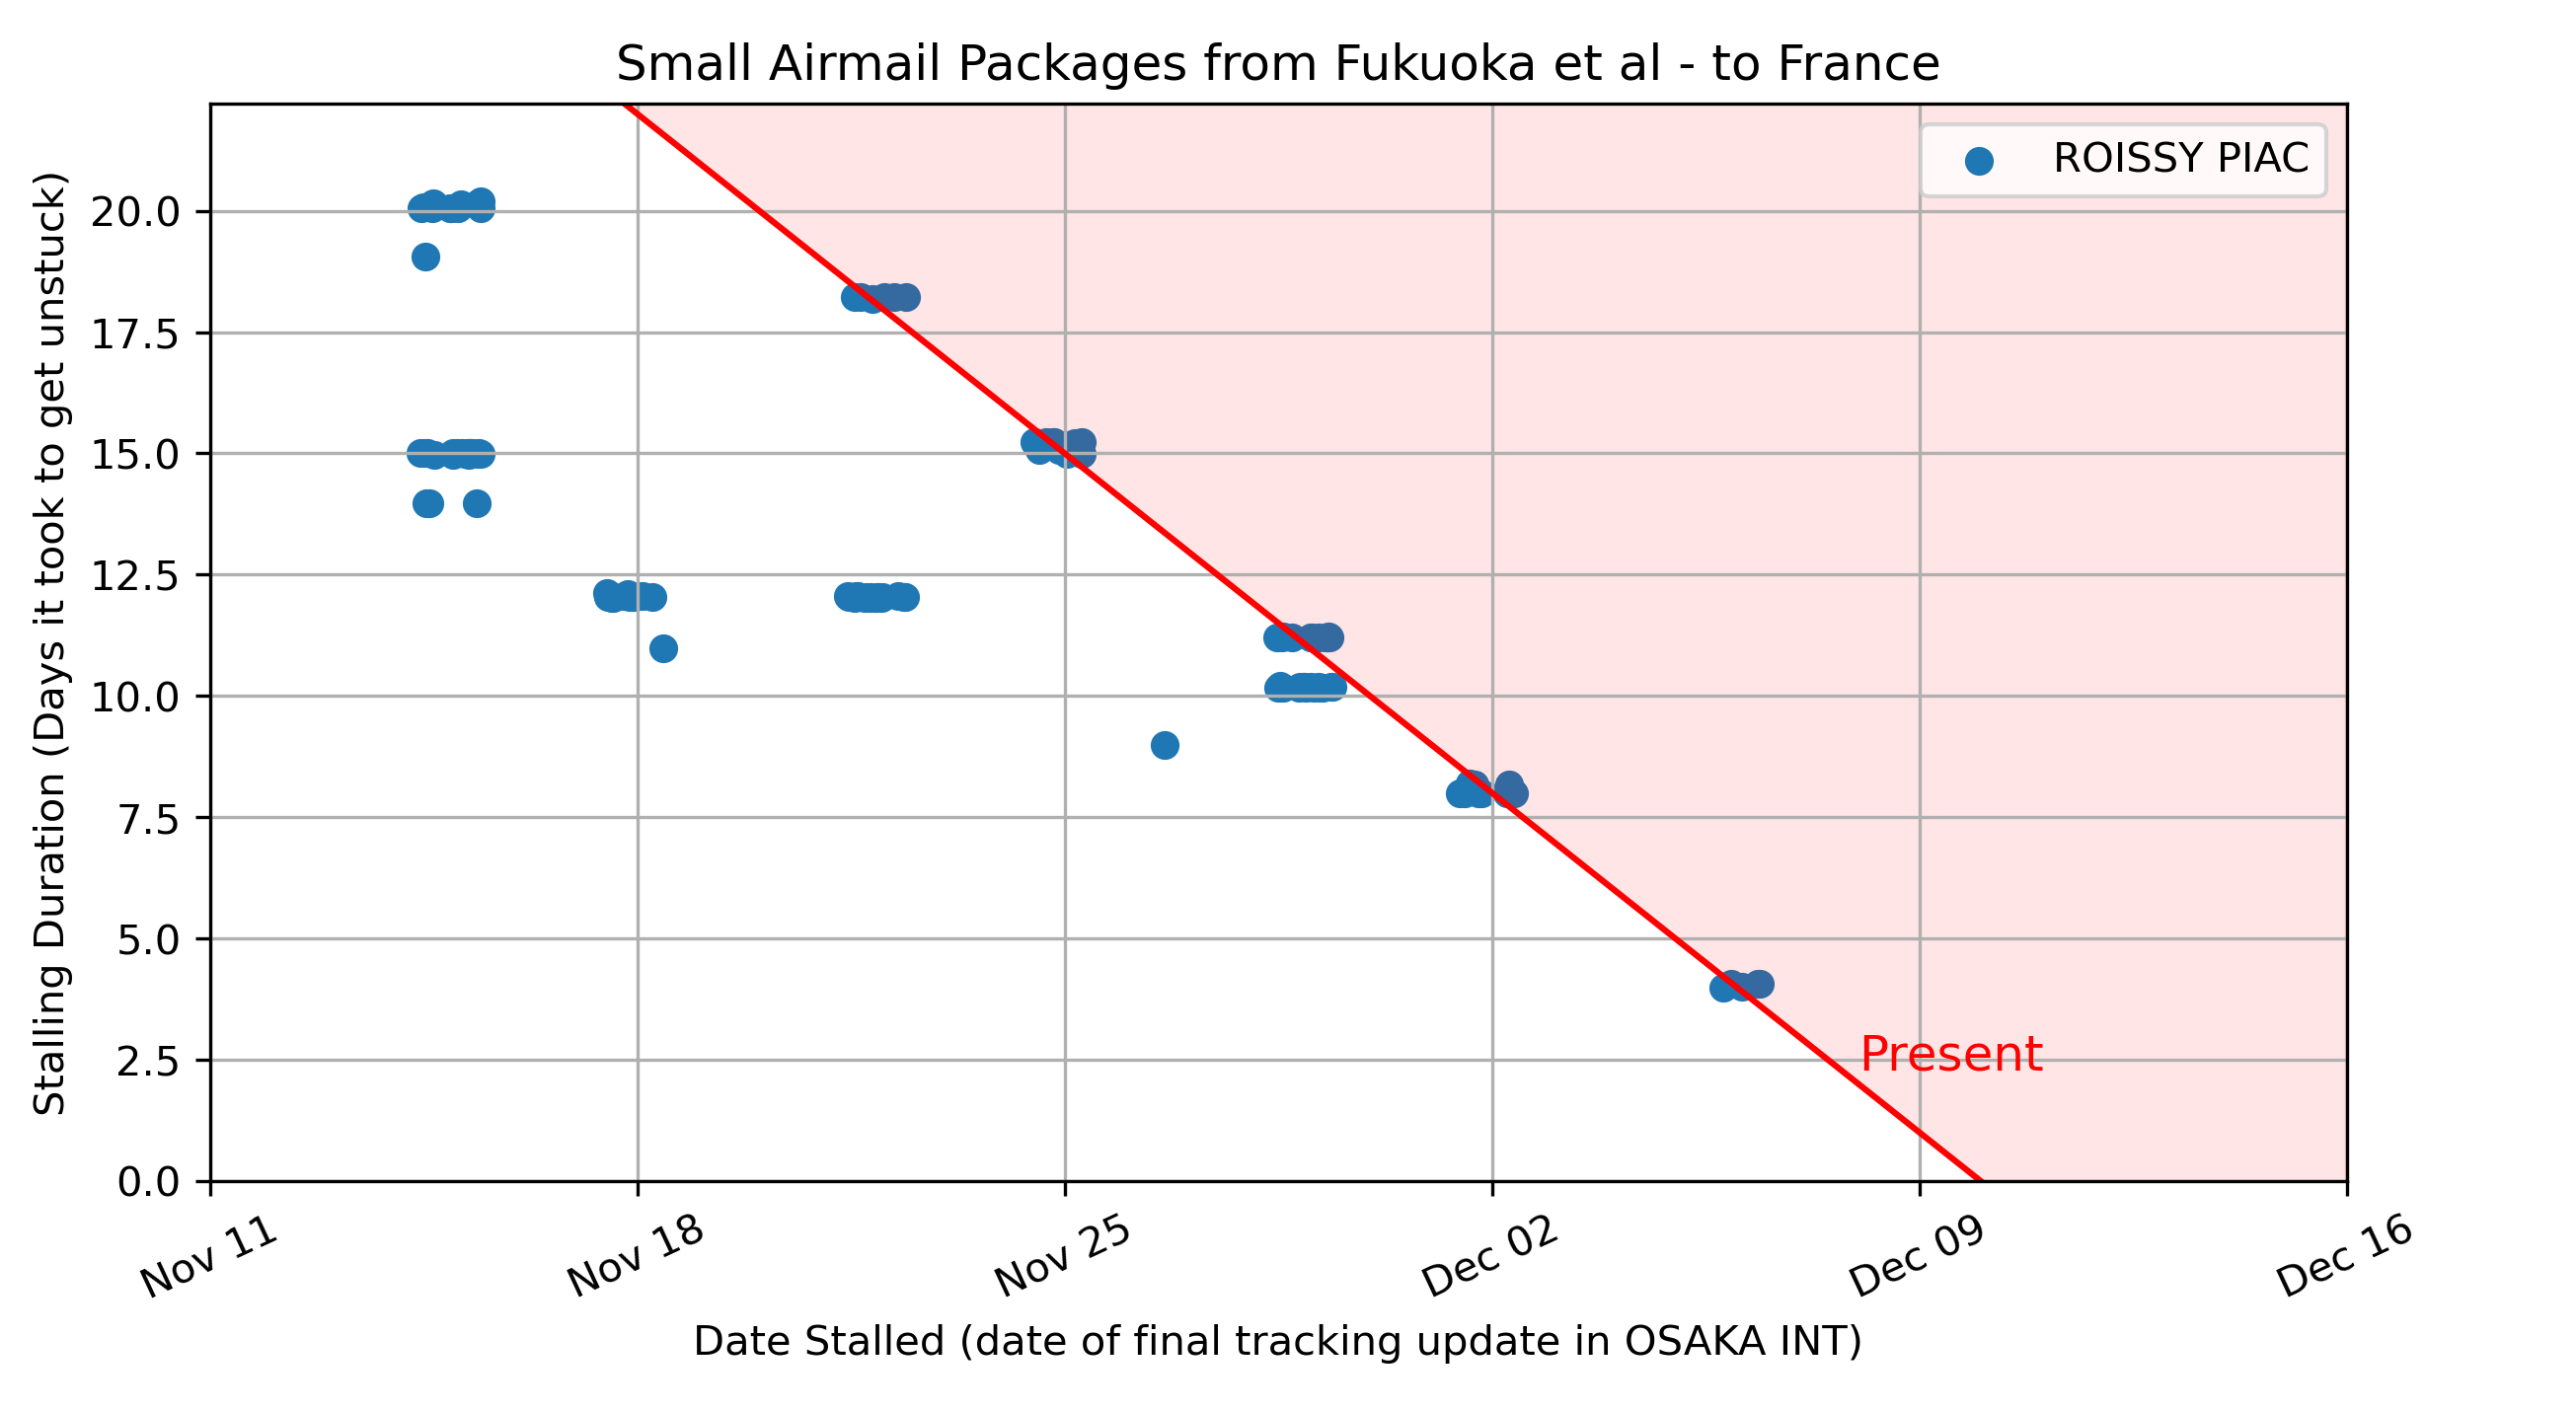 Small Airmail Packages from Fukuoka et al - to France
ROISSY PIAC
Stalling Duration (Days it took to get unstuck)
20.0
17.5
15.0
12.5
10.0
7.5
5.0
2.5
0.0
Present
Nov 11
Nov 18
Nov 25
Dec 02
Dec 09
Dec 16
Date Stalled (date of final tracking update in OSAKA INT)